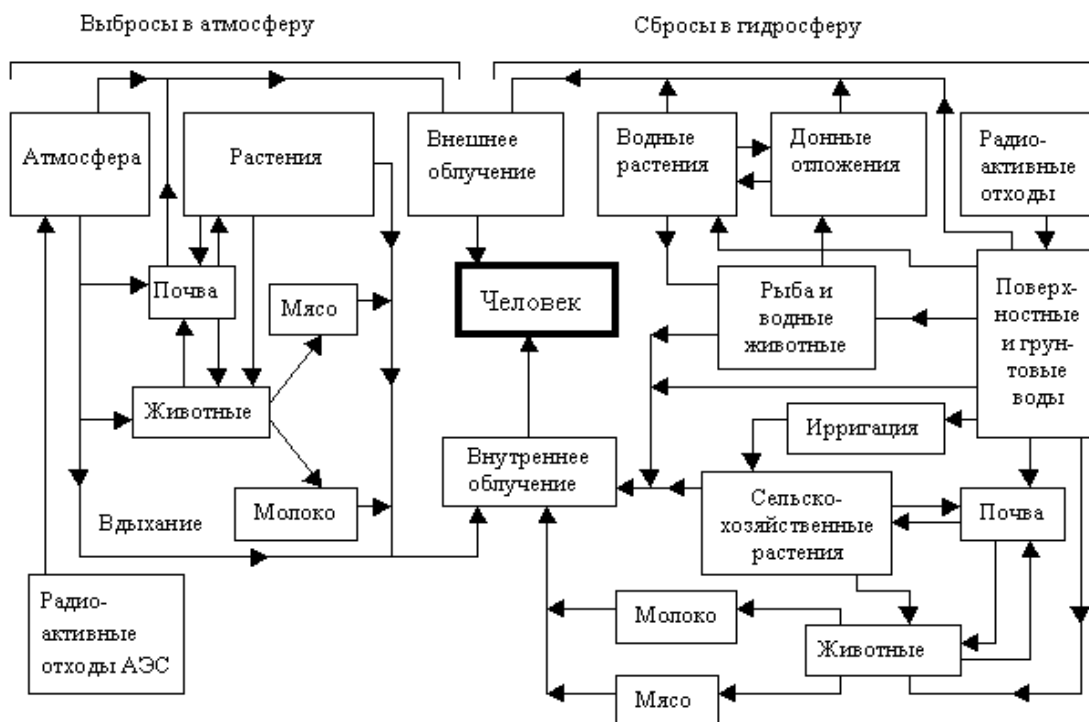 Выбросы в атмосферу
Сбросы в гидросферу
Атмосфера
Растения
Внешнее
облучение
Водные
растения
Донные
отложения
Радио-
активные
отходы
Почва
Мясо
Человек
Рыба и
водные
животные
Поверх-
ностные
и грун-
товые
воды
Животные
Ирригация
Внутреннее
облучение
Молоко
Вдыхание
Сельско-
хозяйственные
растения
Почва
Радио-
активные
отходы АЭС
Молоко
Животные
Мясо